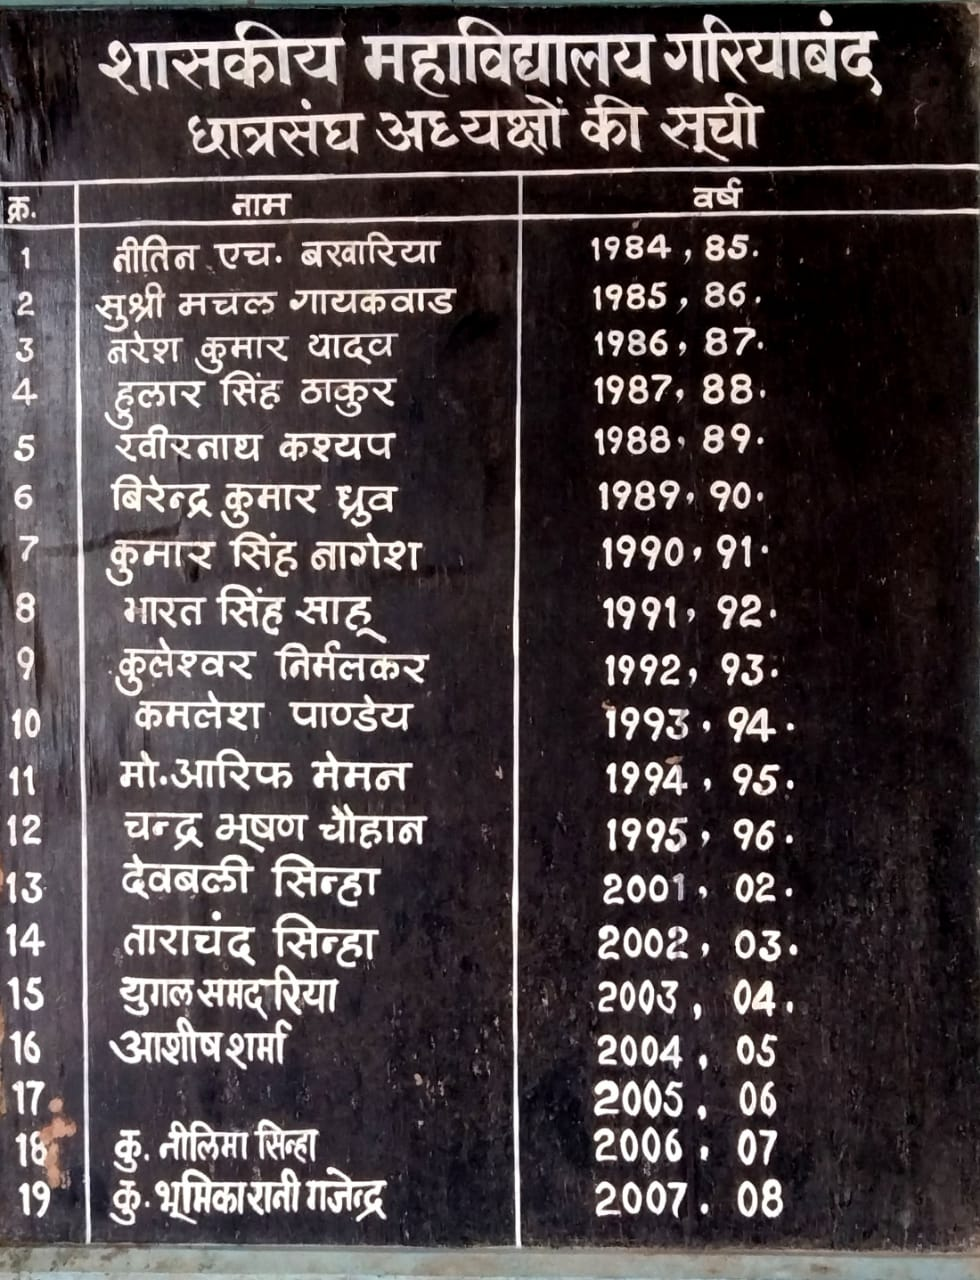 शासकीय महाविद्यालय गरियाबंद
छात्रसंघ अध्यक्षों की सूची
क्र. नाम वर्ष
1 नीतिन एच. बखारिया 1984, 85.
2 सुश्री मचल गायकवाड 1985, 86.
3 नरेश कुमार यादव 1986, 87.
4 हुलार सिंह ठाकुर 1987, 88.
5 रवीरनाथ कश्यप 1988, 89.
6 बिरेन्द्र कुमार ध्रुव 1989, 90.
7 कुमार सिंह नागेश 1990, 91.
8 भारत सिंह साहू 1991, 92.
9 कुलेश्वर निर्मलकर 1992, 93.
10 कमलेश पाण्डेय 1993, 94.
11 मो.आरिफ मेमन 1994, 95.
12 चन्द्र भूषण चौहान 1995, 96.
13 देवबली सिन्हा 2001, 02.
14 ताराचंद सिन्हा 2002, 03.
15 युगल समदरिया 2003, 04.
16 आशीष शर्मा 2004, 05
17 2005, 06
18 कु. नीलिमा सिन्हा 2006, 07
19 कु. भूमिका रानी गजेन्द्र 2007. 08